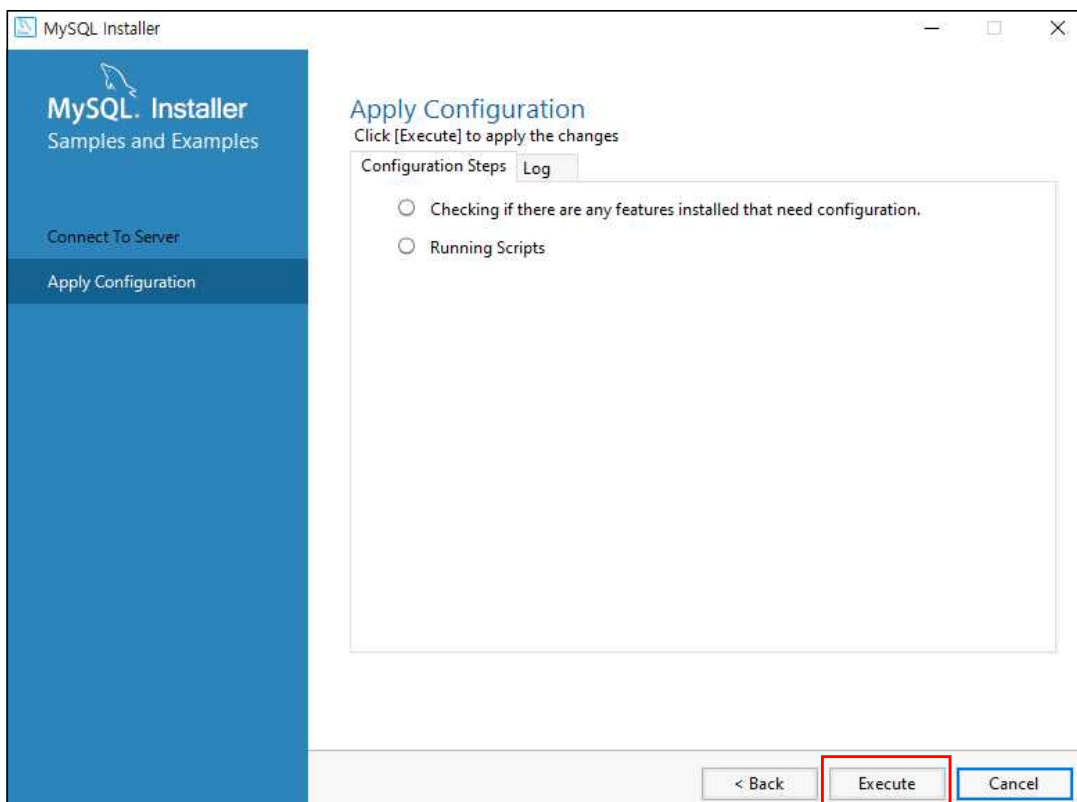 MySQL Installer
MySQL. Installer
Samples and Examples
Connect To Server
Apply Configuration
Apply Configuration
Click [Execute] to apply the changes
Configuration Steps
Log
Checking if there are any features installed that need configuration.
Running Scripts
< Back
Execute
Cancel